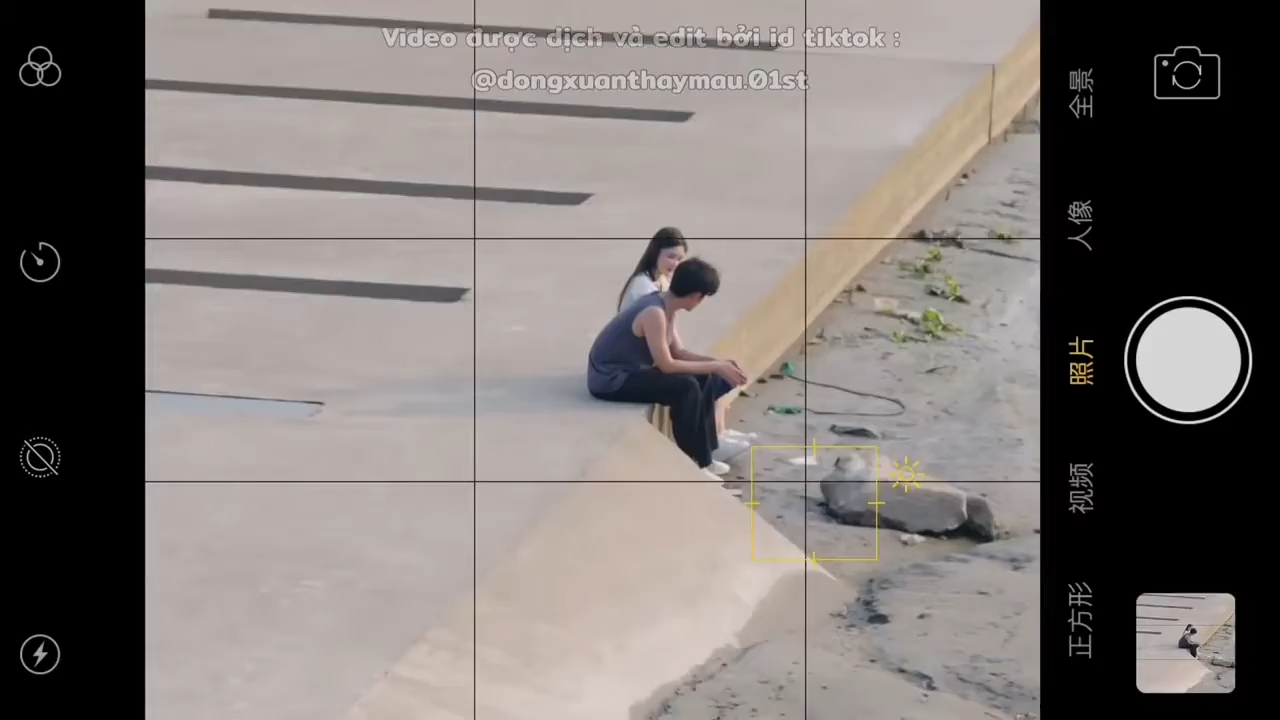 Video được dịch và edit bởi id tiktok :
@dongxuanthaymau.01st
全景
人像
照片
视频
正方形